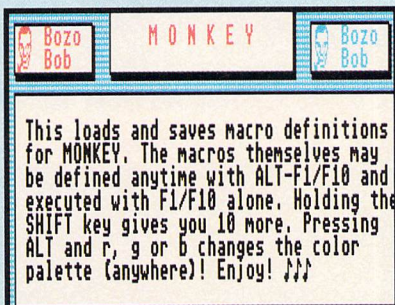 Bozo Bob
M O N K E Y
Bozo Bob
This loads and saves macro definitions
for MONKEY. The macros themselves may
be defined anytime with ALT-F1/F10 and
executed with F1/F10 alone. Holding the
SHIFT key gives you 10 more. Pressing
ALT and r, g or b changes the color
palette (anywhere)! Enjoy! ♪♪♪